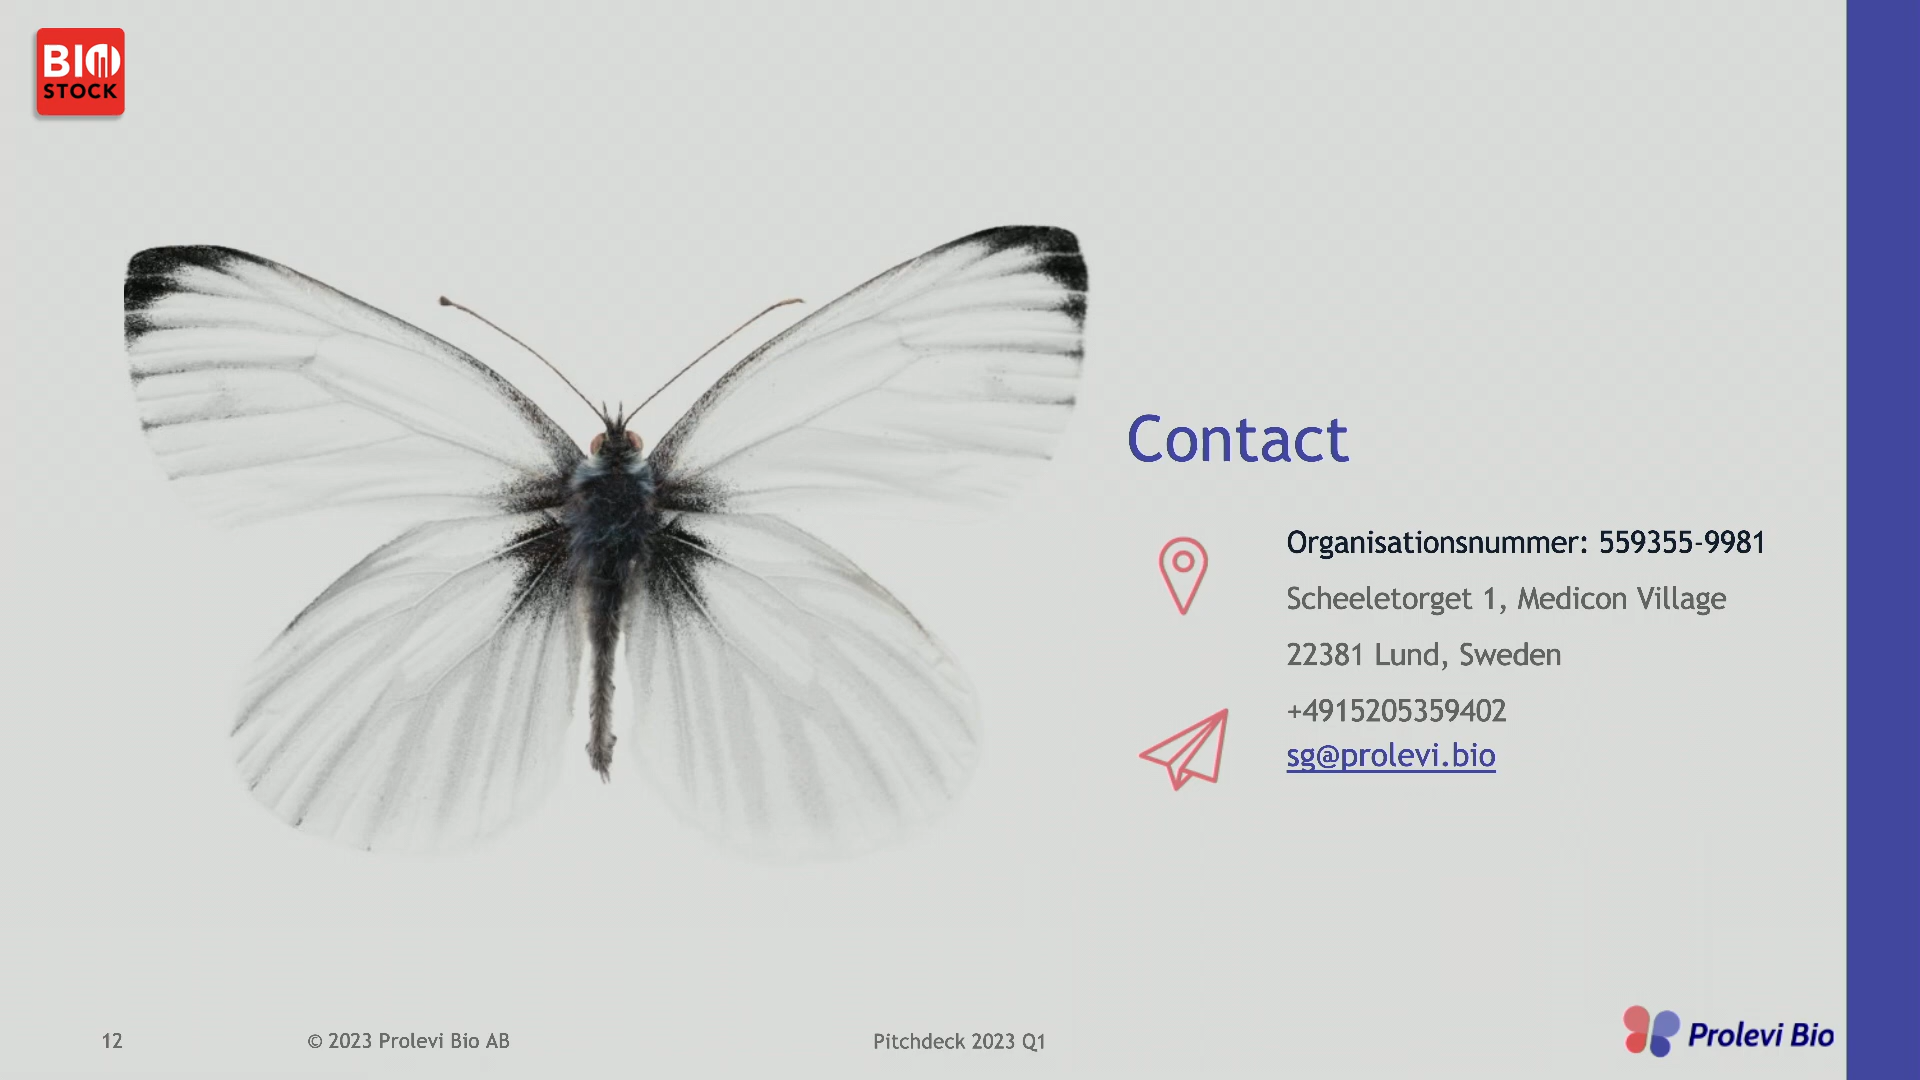 BIO
STOCK
Contact
Organisationsnummer: 559355-9981
Scheeletorget 1, Medicon Village
22381 Lund, Sweden
+4915205359402
sg@prolevi.bio
12
© 2023 Prolevi Bio AB
Pitchdeck 2023 Q1
Prolevi Bio